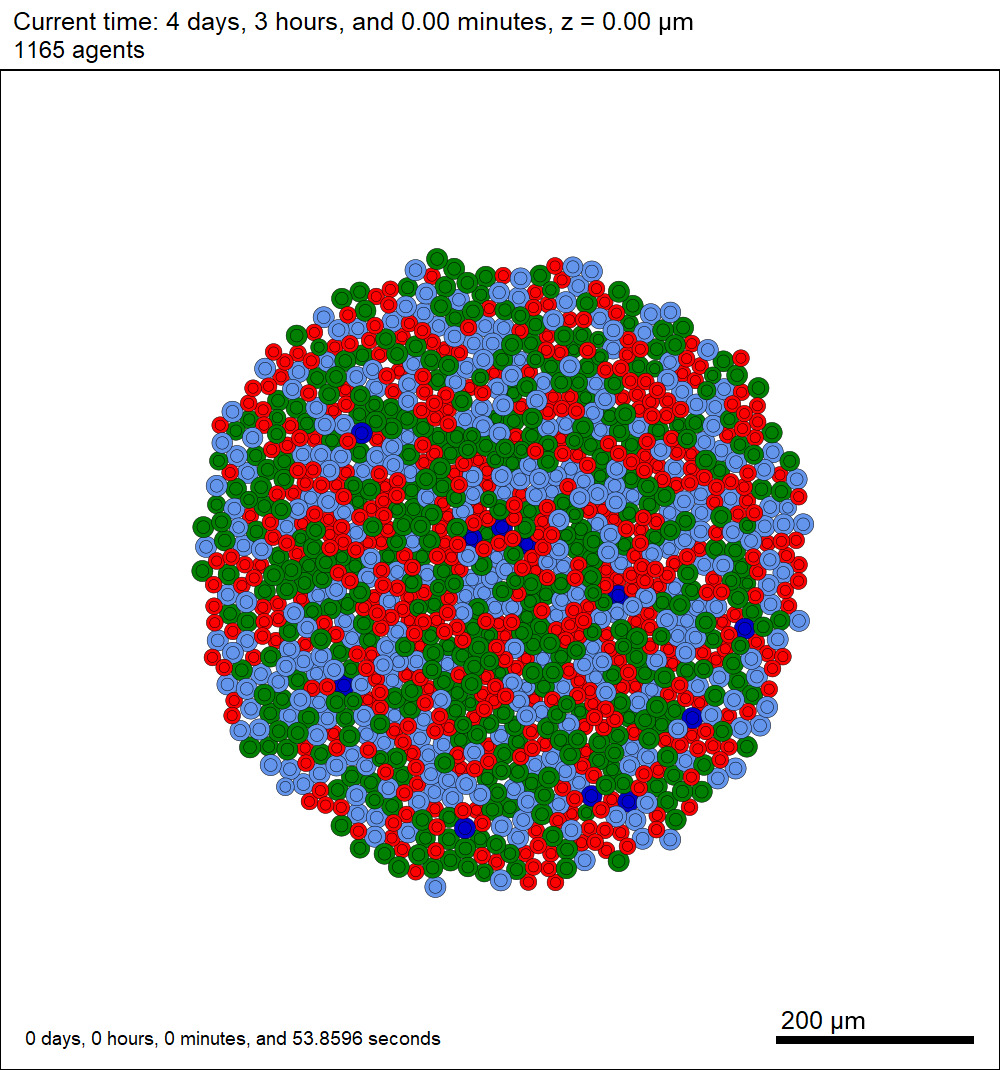 Current time: 4 days, 3 hours, and 0.00 minutes, z = 0.00 µm
1165 agents
200 µm
0 days, 0 hours, 0 minutes, and 53.8596 seconds